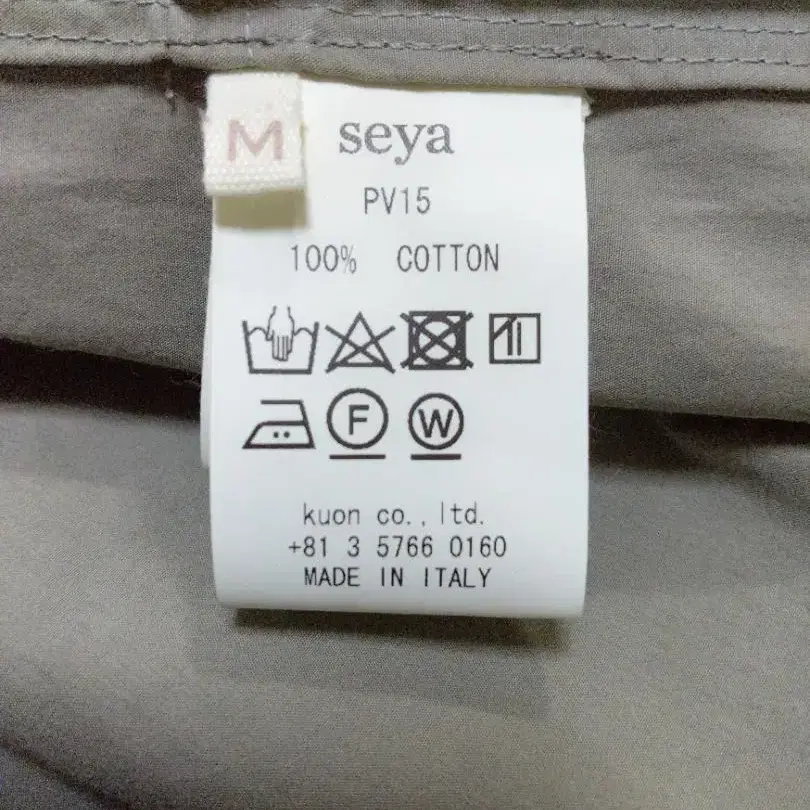 M
seya
PV15
100% COTTON
F W
kuon co., ltd.
+81 3 5766 0160
MADE IN ITALY